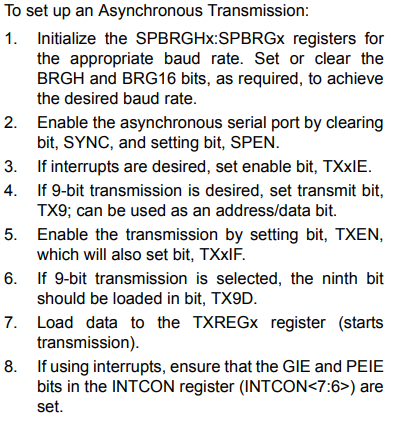 To set up an Asynchronous Transmission:
1. Initialize the SPBRGHx:SPBRGx registers for
the appropriate baud rate. Set or clear the
BRGH and BRG16 bits, as required, to achieve
the desired baud rate.
2. Enable the asynchronous serial port by clearing
bit, SYNC, and setting bit, SPEN.
3. If interrupts are desired, set enable bit, TXxIE.
4. If 9-bit transmission is desired, set transmit bit,
TX9; can be used as an address/data bit.
5. Enable the transmission by setting bit, TXEN,
which will also set bit, TXxIF.
6. If 9-bit transmission is selected, the ninth bit
should be loaded in bit, TX9D.
7. Load data to the TXREGx register (starts
transmission).
8. If using interrupts, ensure that the GIE and PEIE
bits in the INTCON register (INTCON<7:6>) are
set.